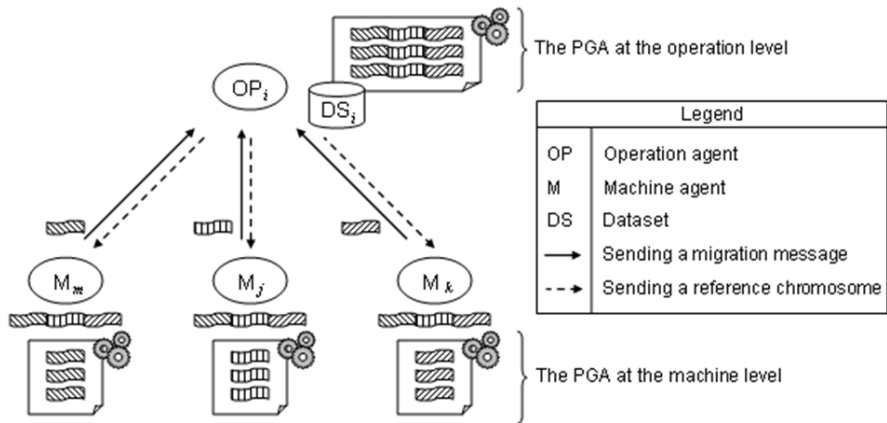 The PGA at the operation level
OPi
DSi
Legend
OP Operation agent
M Machine agent
DS Dataset
Sending a migration message
Sending a reference chromosome
Mm
Mj
Mk
The PGA at the machine level